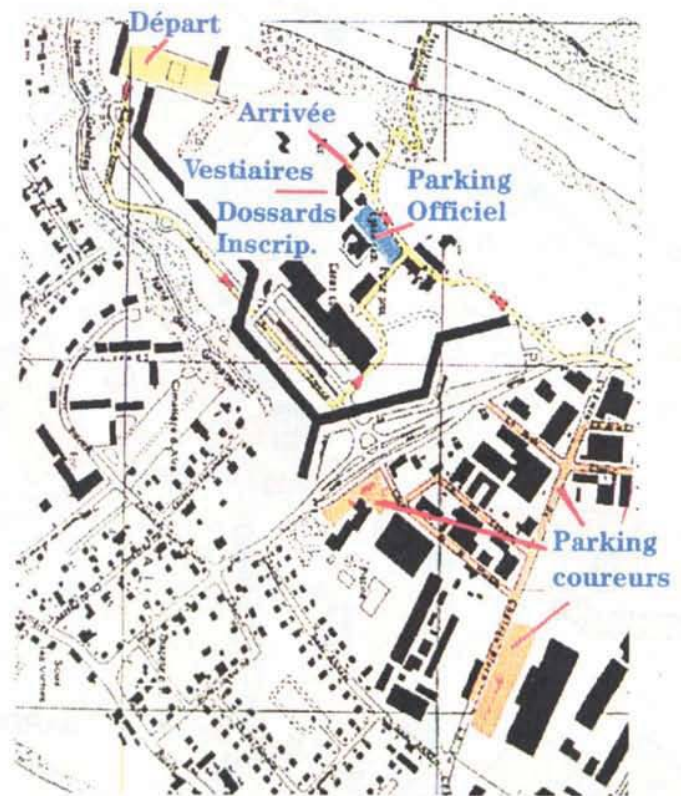 Départ
Arrivée
Vestiaires
Dossards
Inscrip.
Parking
Officiel
Parking
coureurs